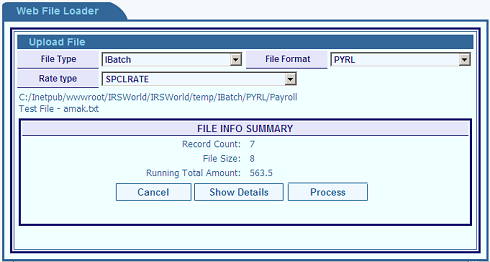 Web File Loader
Upload File
File Type IBatch File Format PYRL
Rate type SPCLRATE
C:/Inetpub/wwwroot/IRSWorld/IRSWorld/temp/IBatch/PYRL/Payroll
Test File - amak.txt
FILE INFO SUMMARY
Record Count: 7
File Size: 8
Running Total Amount: 563.5
Cancel Show Details Process